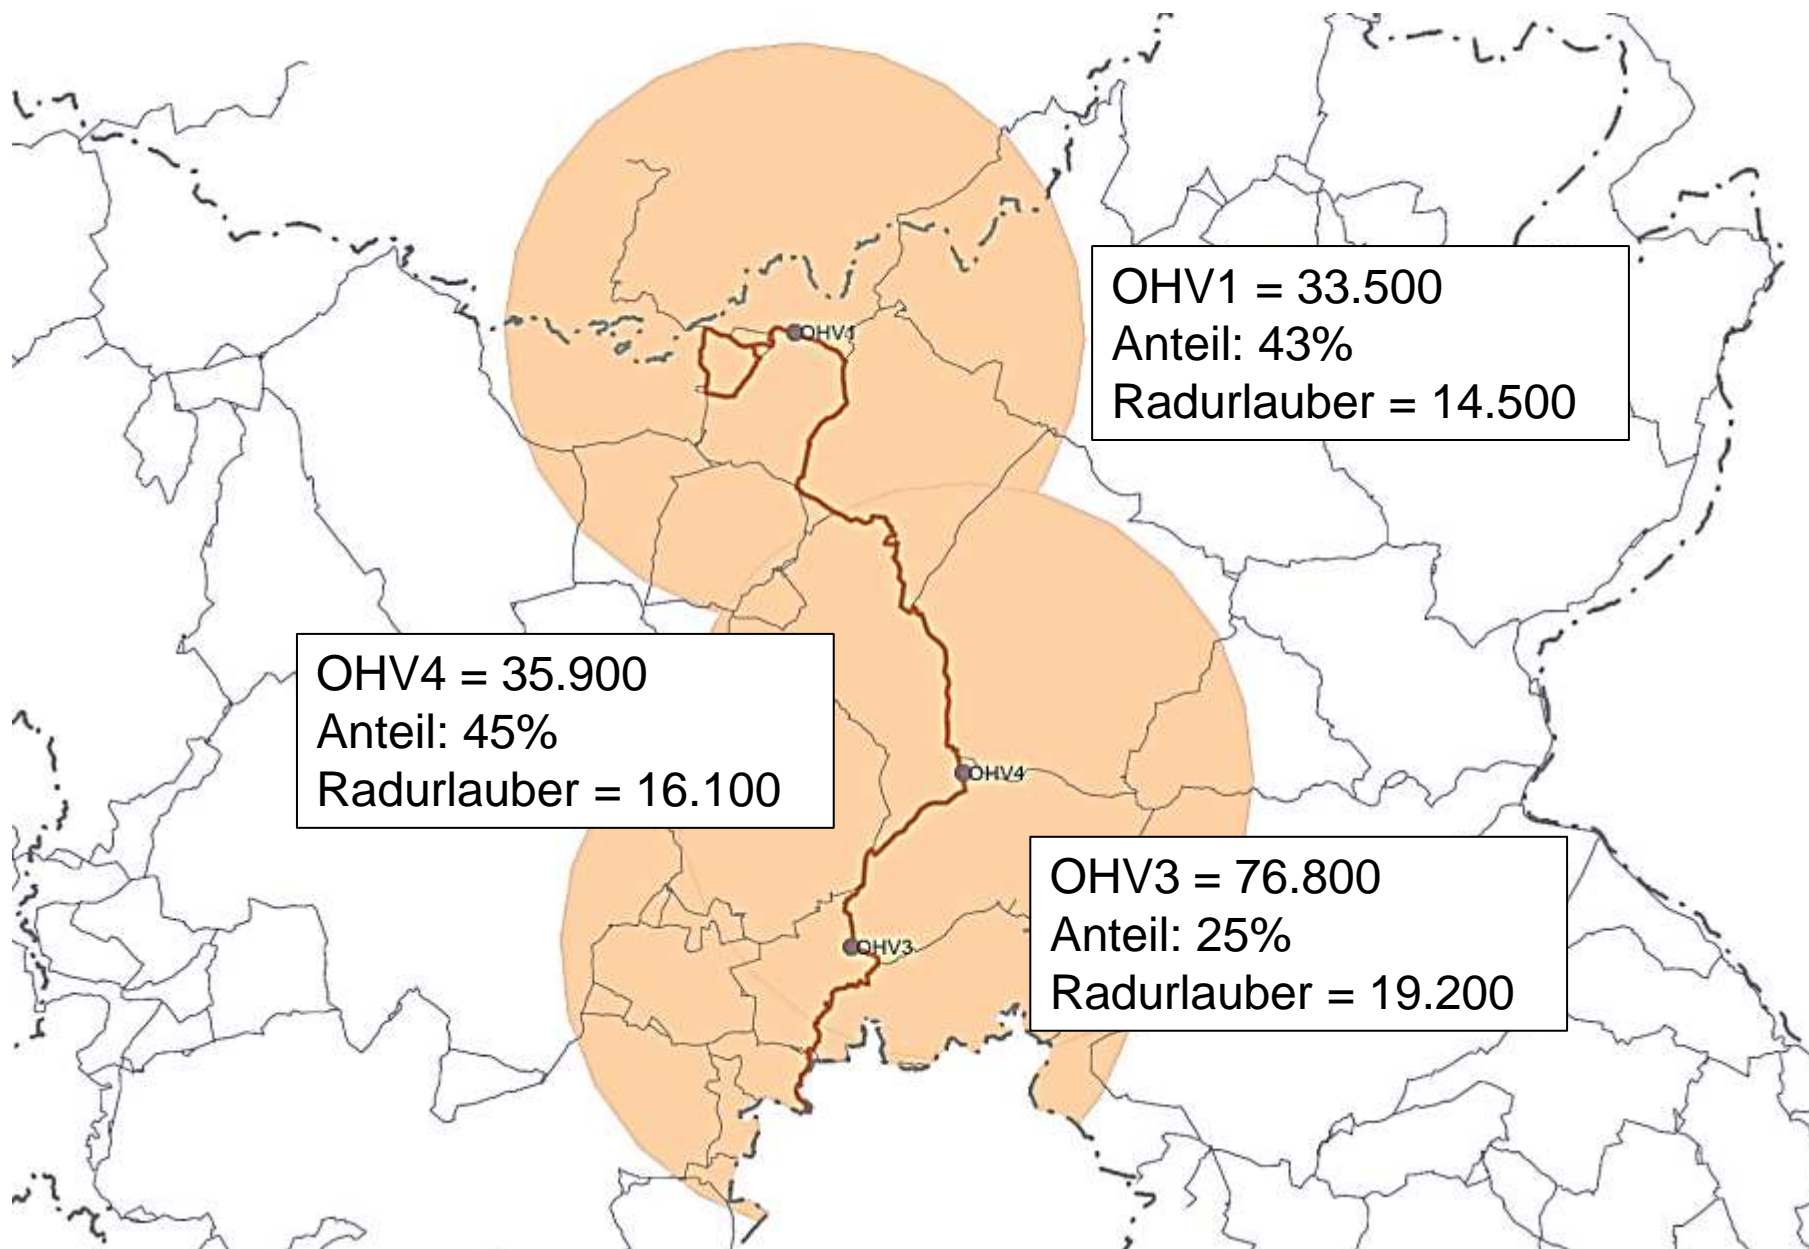 OHV1 = 33.500
Anteil: 43%
Radurlauber = 14.500
OHV1
OHV4 = 35.900
Anteil: 45%
Radurlauber = 16.100
OHV4
OHV3 = 76.800
Anteil: 25%
Radurlauber = 19.200
OHV3